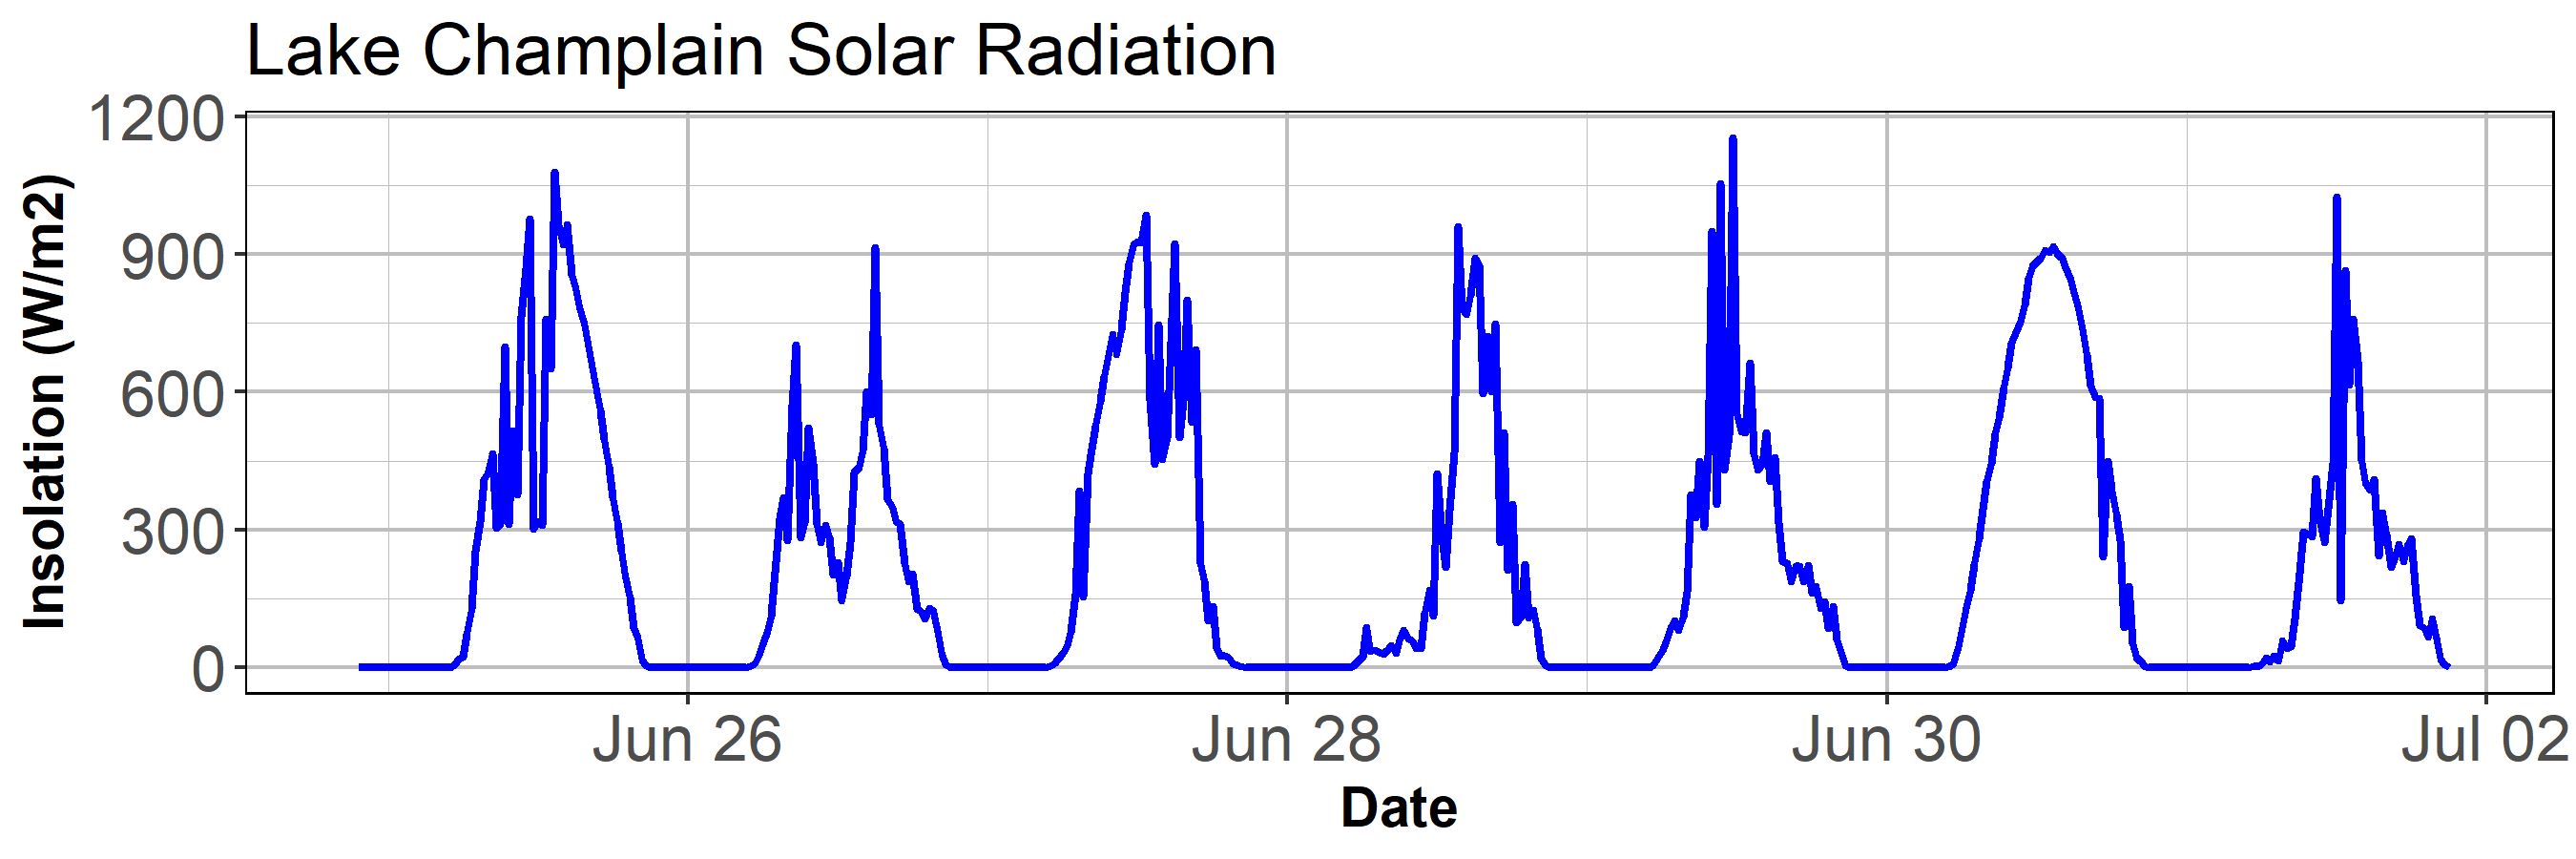 Lake Champlain Solar Radiation
1200
900
600
300
0
Insolation (W/m2)
Jun 26 Jun 28 Jun 30 Jul 02
Date